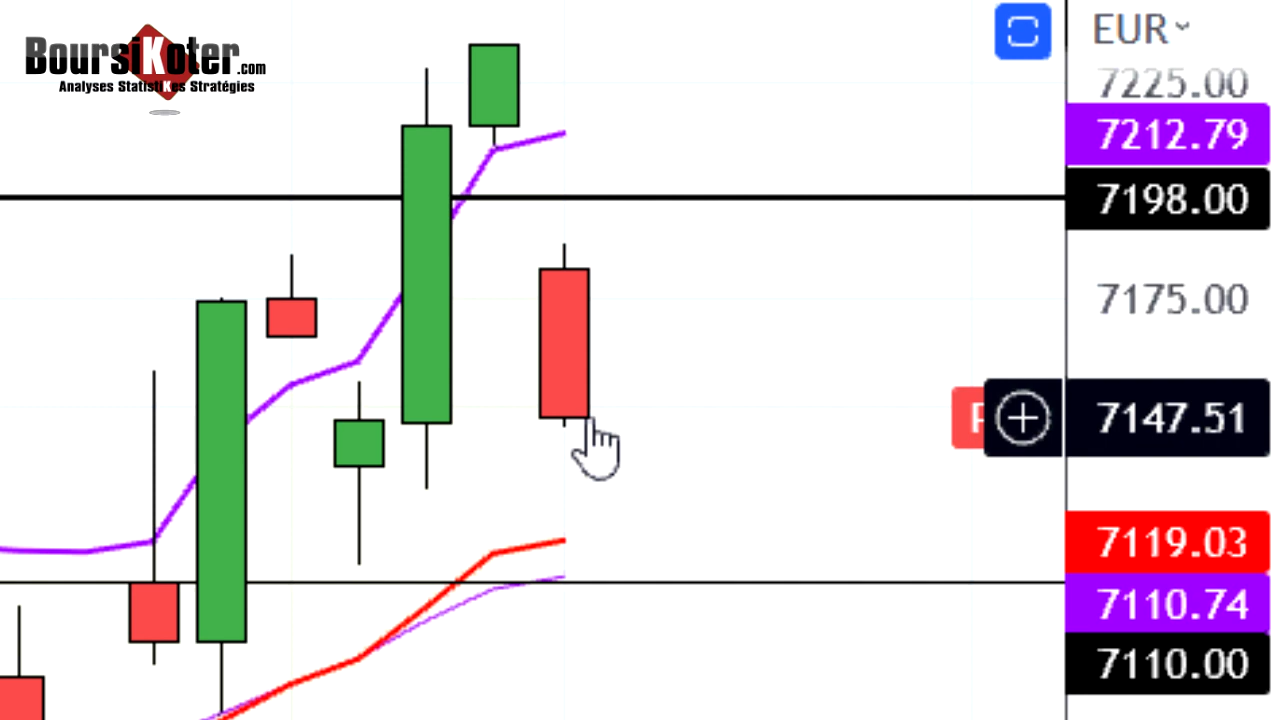 BoursiKoter.com
Analyses StatistiKes Stratégies
EUR
7225.00
7212.79
7198.00
7175.00
7147.51
7119.03
7110.74
7110.00